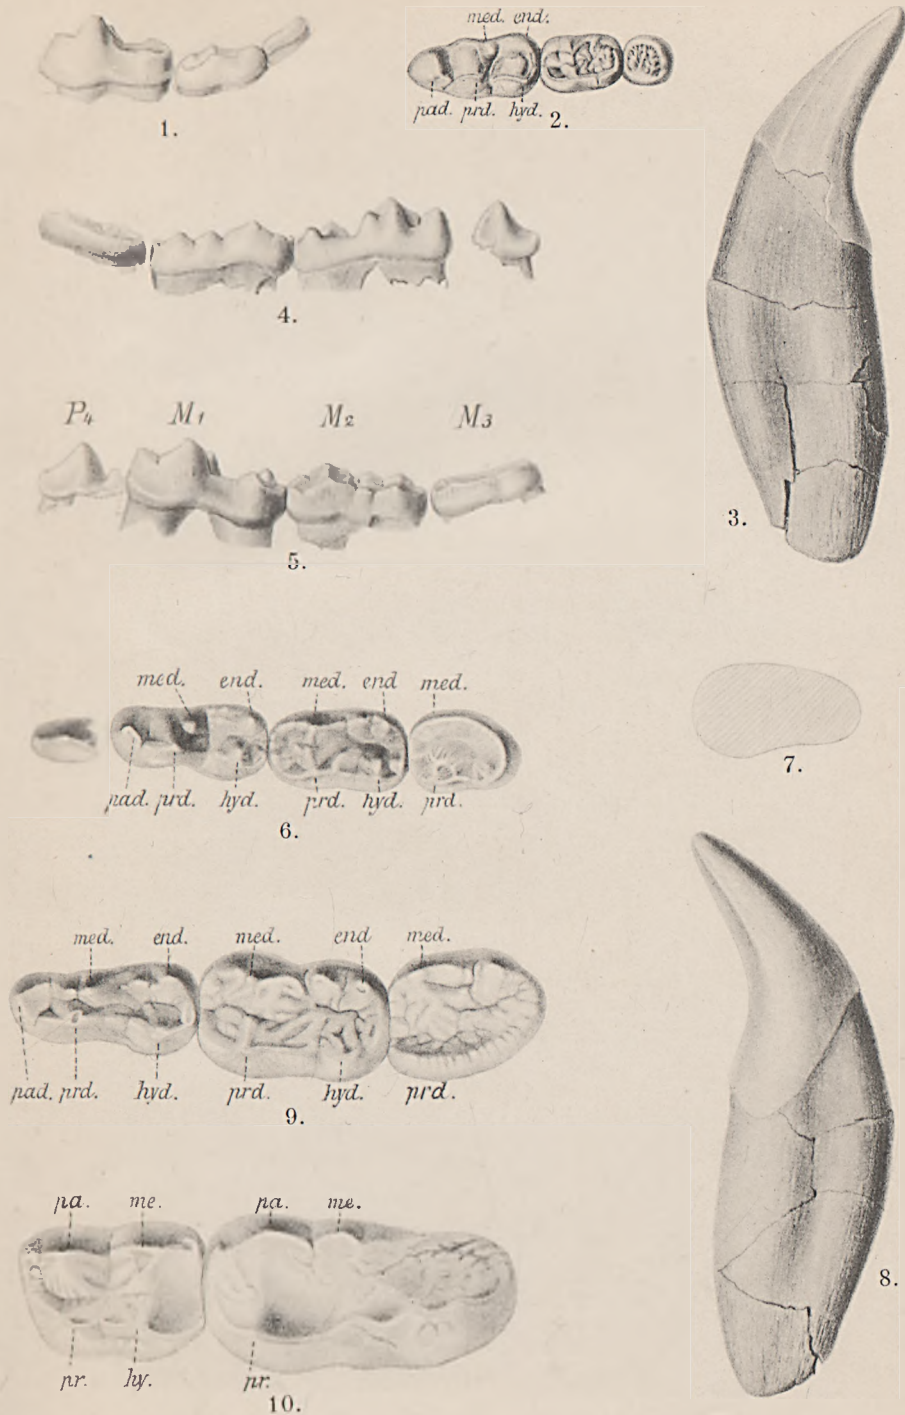 med. end.
pad. prd. hyd.
1.
2.
3.
4.
P4 M1 M2 M3
5.
med. end. med. end med.
pad. prd. hyd. prd. hyd. prd.
6.
7.
med. end. med. end med.
pad. prd. hyd. prd. hyd. prd.
9.
8.
pa. me. pa. me.
pr. hy. pr.
10.